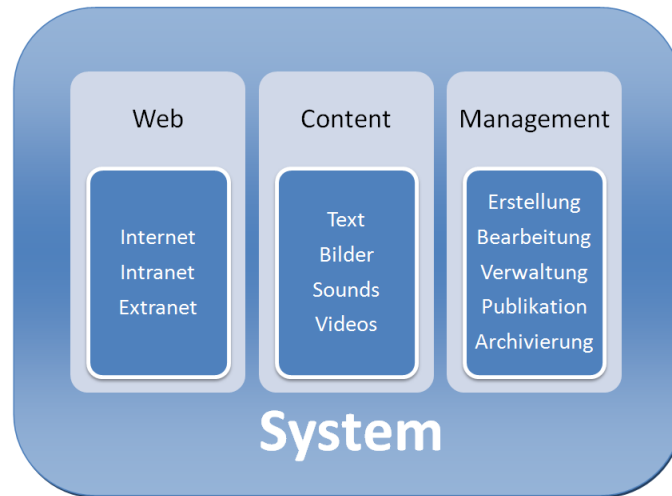 Web
Internet
Intranet
Extranet
Content
Text
Bilder
Sounds
Videos
Management
Erstellung
Bearbeitung
Verwaltung
Publikation
Archivierung
System